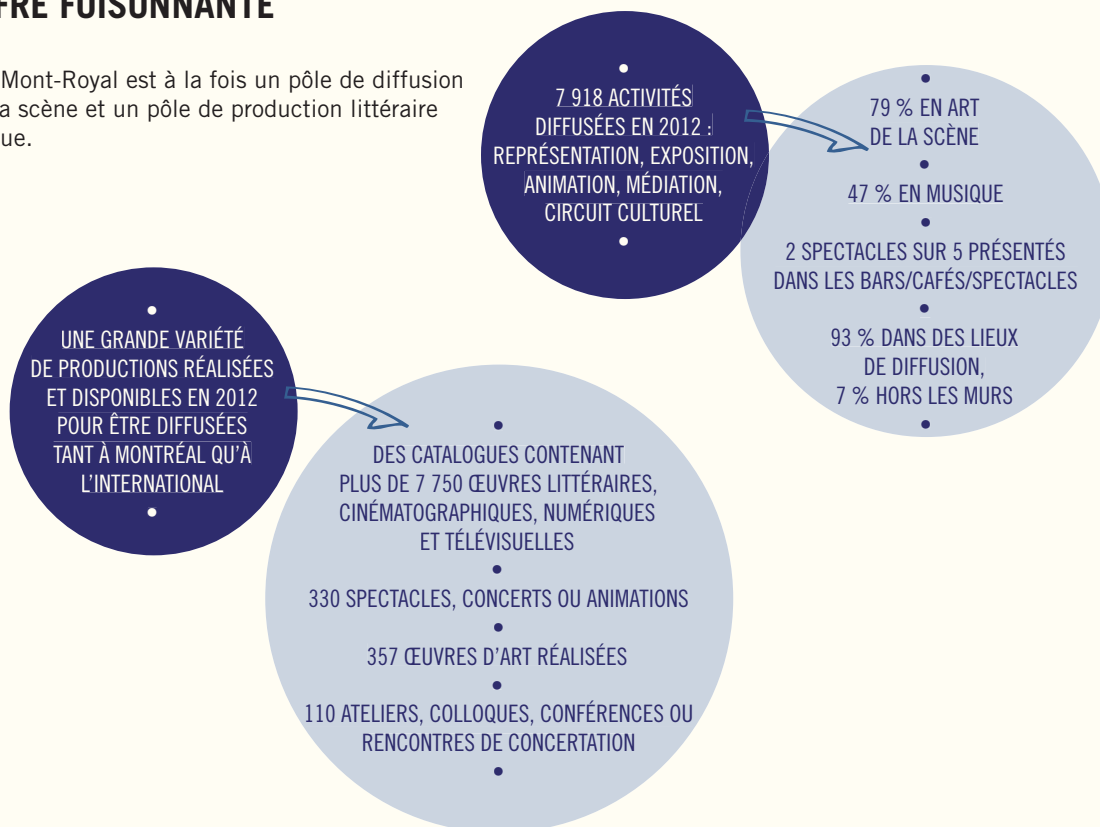 FRE FOISONNANTE
Mont-Royal est à la fois un pôle de diffusion
a scène et un pôle de production littéraire
ue.
7 918 ACTIVITÉS
DIFFUSÉES EN 2012 :
REPRÉSENTATION, EXPOSITION,
ANIMATION, MÉDIATION,
CIRCUIT CULTUREL
79 % EN ART
DE LA SCÈNE
47 % EN MUSIQUE
2 SPECTACLES SUR 5 PRÉSENTÉS
DANS LES BARS/CAFÉS/SPECTACLES
93 % DANS DES LIEUX
DE DIFFUSION,
7 % HORS LES MURS
UNE GRANDE VARIÉTÉ
DE PRODUCTIONS RÉALISÉES
ET DISPONIBLES EN 2012
POUR ÊTRE DIFFUSÉES
TANT À MONTRÉAL QU'À
L'INTERNATIONAL
DES CATALOGUES CONTENANT
PLUS DE 7 750 ŒUVRES LITTÉRAIRES,
CINÉMATOGRAPHIQUES, NUMÉRIQUES
ET TÉLÉVISUELLES
330 SPECTACLES, CONCERTS OU ANIMATIONS
357 ŒUVRES D'ART RÉALISÉES
110 ATELIERS, COLLOQUES, CONFÉRENCES OU
RENCONTRES DE CONCERTATION